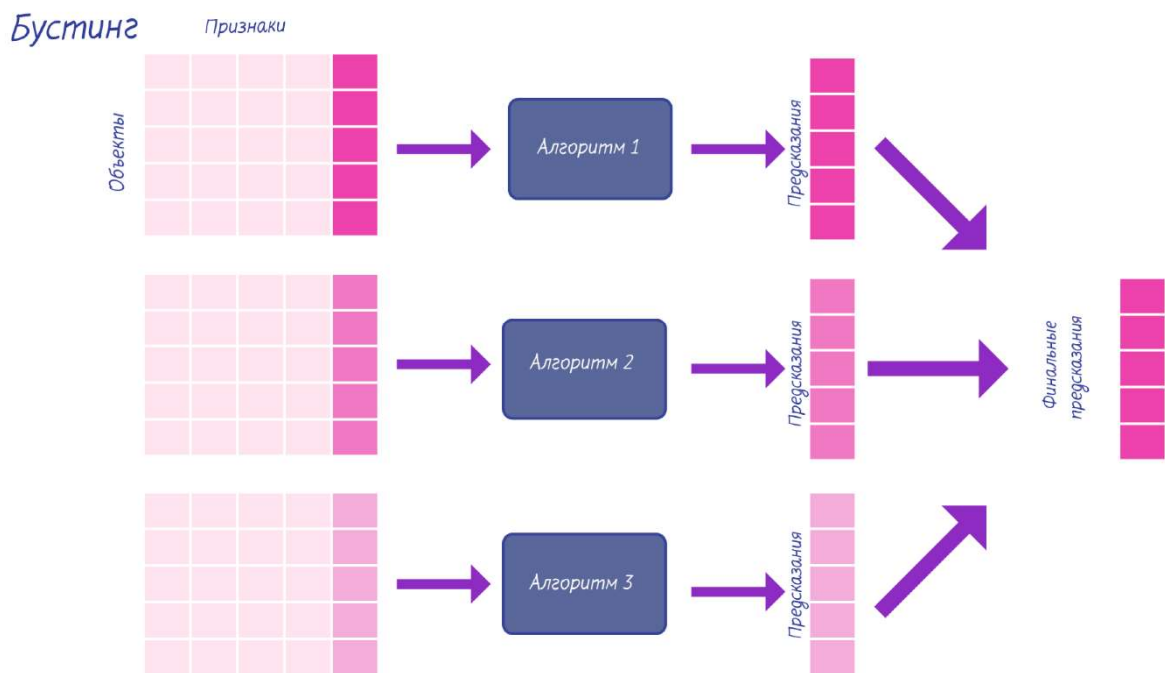 Бустинг
Признаки
Объекты
Алгоритм 1
Предсказания
Алгоритм 2
Предсказания
Финальные
предсказания
Алгоритм 3
Предсказания